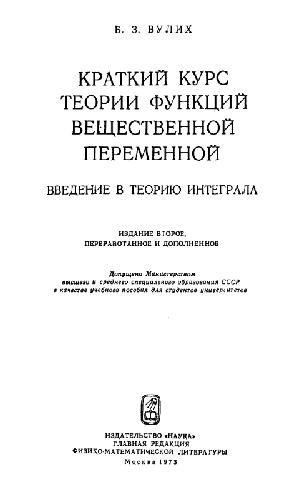 Б. З. ВУЛИХ
КРАТКИЙ КУРС
ТЕОРИИ ФУНКЦИЙ
ВЕЩЕСТВЕННОЙ
ПЕРЕМЕННОЙ
ВВЕДЕНИЕ В ТЕОРИЮ ИНТЕГРАЛА
ИЗДАНИЕ ВТОРОЕ,
ПЕРЕРАБОТАННОЕ И ДОПОЛНЕННОЕ
Допущено Министерством
высшего и среднего специального образования СССР
в качестве учебного пособия для студентов университетов
ИЗДАТЕЛЬСТВО «НАУКА»
ГЛАВНАЯ РЕДАКЦИЯ
ФИЗИКО-МАТЕМАТИЧЕСКОЙ ЛИТЕРАТУРЫ
Москва 1973